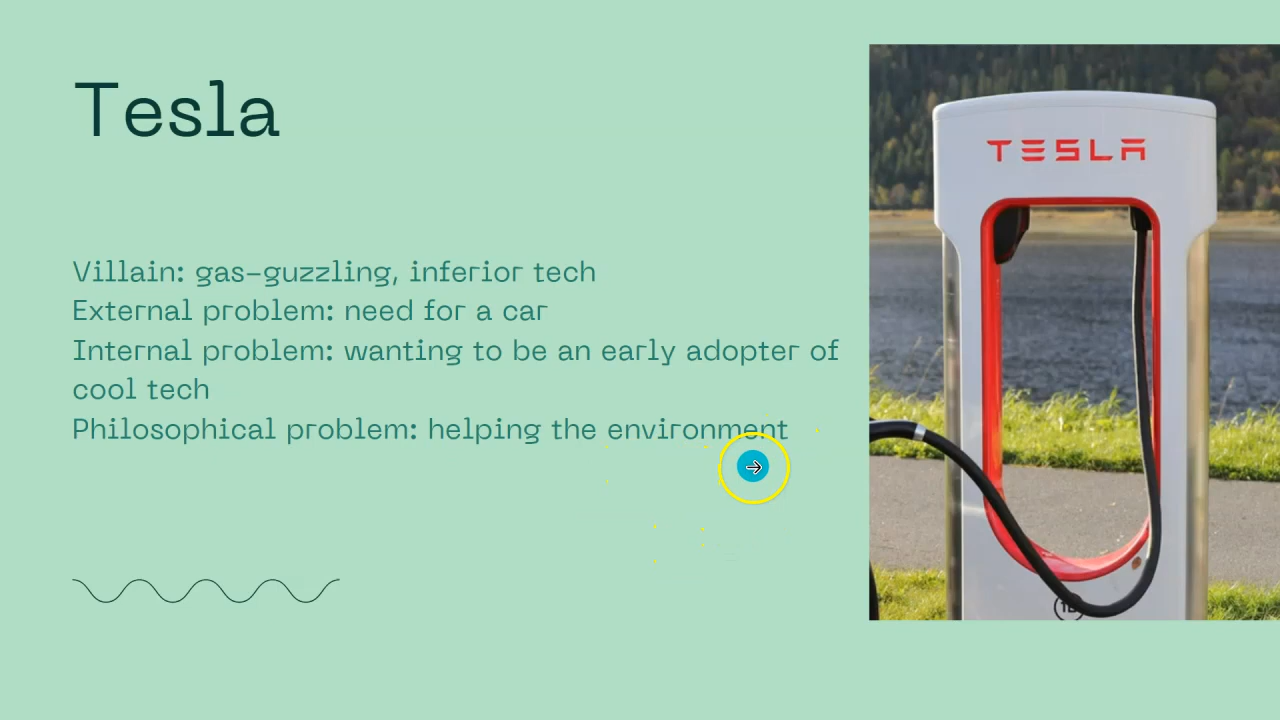 Tesla
Villain: gas-guzzling, inferior tech
External problem: need for a car
Internal problem: wanting to be an early adopter of
cool tech
Philosophical problem: helping the environment
TESLA